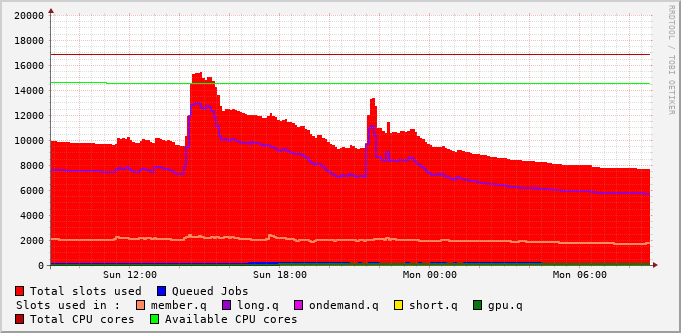 20000
18000
16000
14000
12000
10000
8000
6000
4000
2000
0
Sun 12:00 Sun 18:00 Mon 00:00 Mon 06:00
RRDTOOL / TOBI OETIKER
Total slots used Queued Jobs
Slots used in : member.q long.q ondemand.q short.q gpu.q
Total CPU cores Available CPU cores